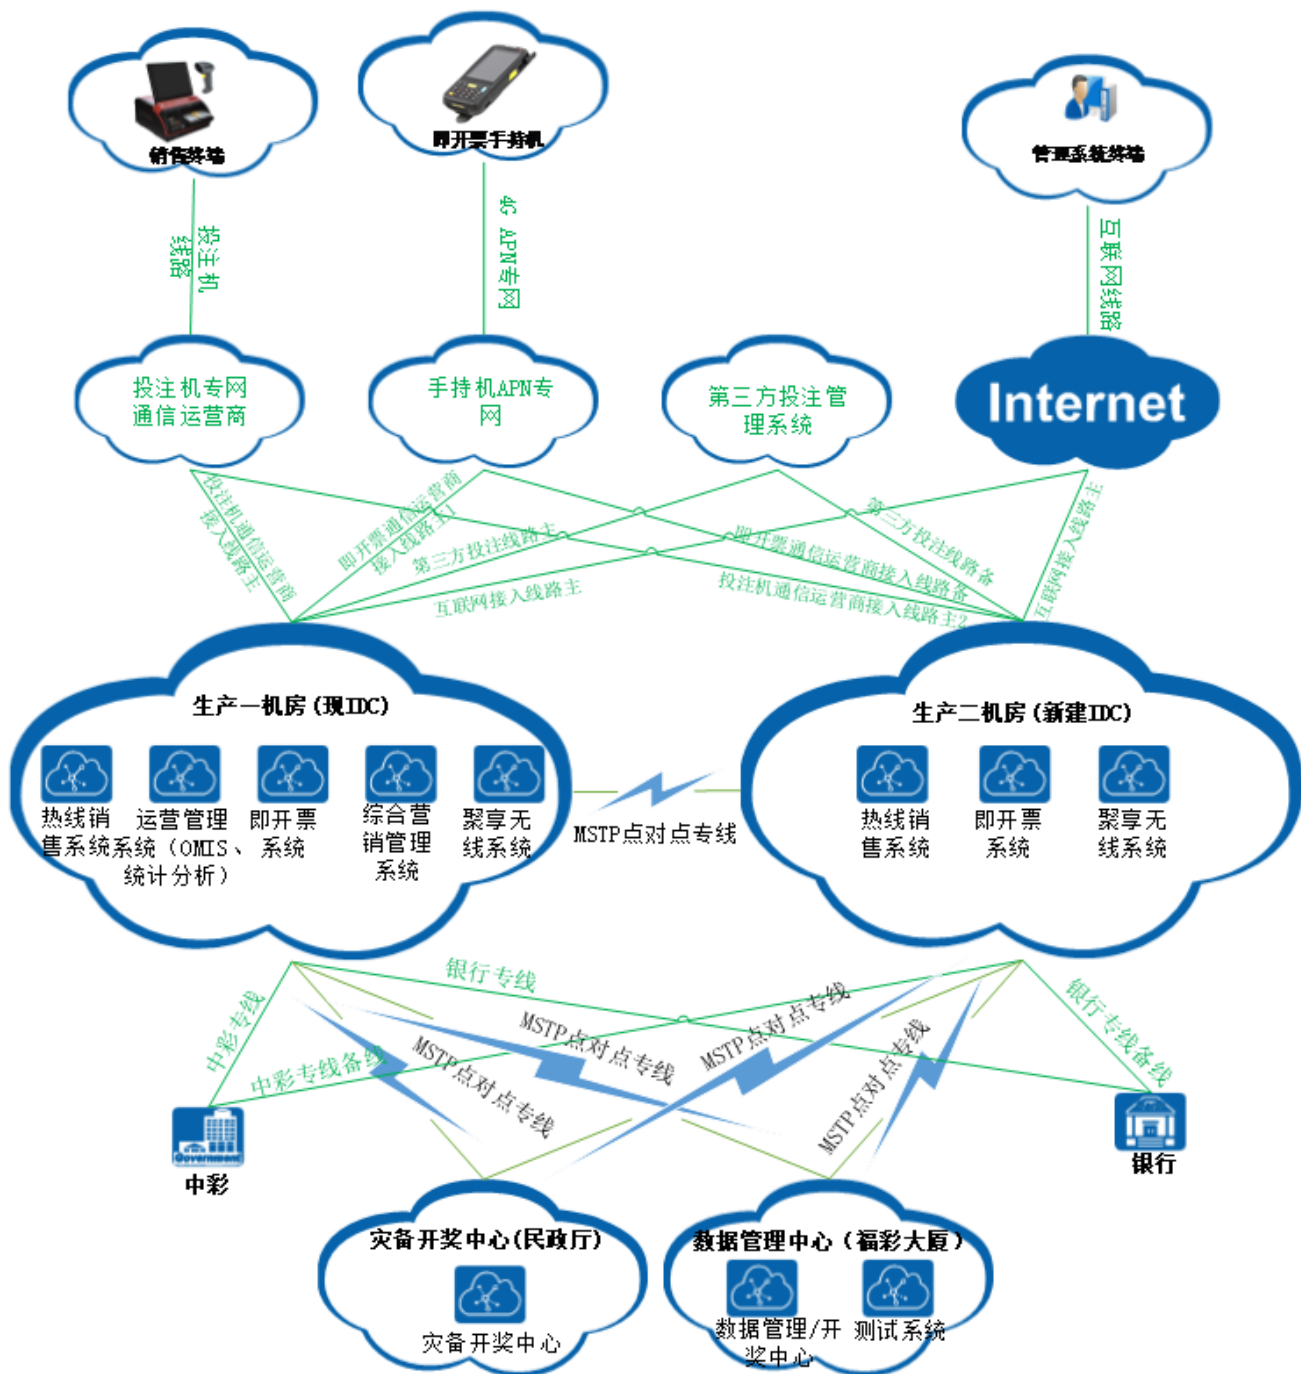 销售终端
即开票手持机
管理系统终端
投注机
线路
4G APN专网
互联网线路
投注机专网
通信运营商
手持机APN专
网
第三方投注管
理系统
Internet
投注机通信运营商
接入线路主
即开票通信运营商
接入线路主1
第三方投注线路主
互联网接入线路主
第三方投注线路备
即开票通信运营商接入线路备
投注机通信运营商接入线路主2
互联网接入线路主
生产一机房(现IDC)
热线销
售系统
运营管理
系统（OMIS、
统计分析）
即开票
系统
综合营
销管理
系统
聚享无
线系统
MSTP点对点专线
生产二机房(新建IDC)
热线销
售系统
即开票
系统
聚享无
线系统
中彩专线
银行专线
中彩专线备线
MSTP点对点专线
MSTP点对点专线
MSTP点对点专线
MSTP点对点专线
银行专线备线
Government
中彩
银行
灾备开奖中心(民政厅)
灾备开奖中心
数据管理中心（福彩大厦）
数据管理/开
奖中心
测试系统